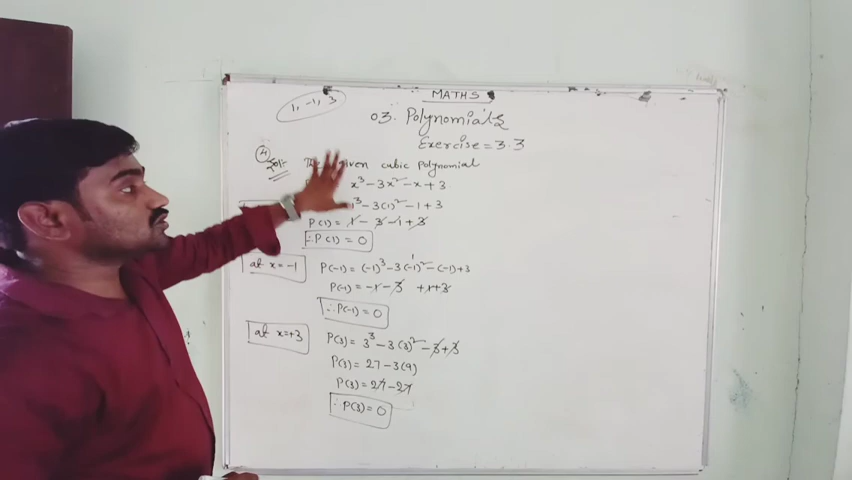 MATHS
1, -1, 3
03. Polynomials
Exercise = 3.3
4
Sol:-
given cubic polynomial
x³ - 3x² - x + 3
1³ - 3(1)² - 1 + 3
P(1) = 1 - 3 - 1 + 3
∴ P(1) = 0
at x = -1
P(-1) = (-1)³ - 3(-1)² - (-1) + 3
P(-1) = -1 - 3 + 1 + 3
∴ P(-1) = 0
at x = +3
P(3) = 3³ - 3(3)² - 3 + 3
P(3) = 27 - 3(9)
P(3) = 27 - 27
∴ P(3) = 0